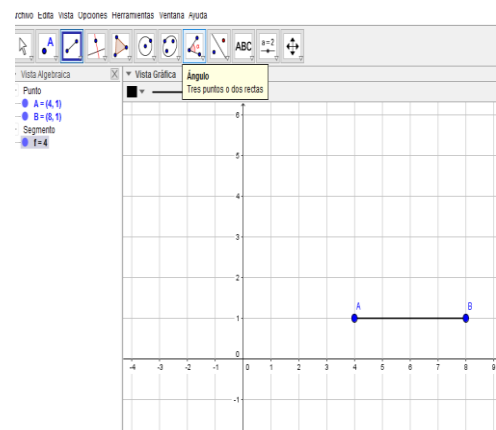 rchivo Edita Vista Opciones Herramientas Ventana Ayuda
A ABC a=2
Vista Algebraica Vista Gráfica
Ángulo
Tres puntos o dos rectas
Punto
A = (4, 1)
B = (8, 1)
Segmento
f = 4
6
5
4
3
2
A B
1
0
-4 -3 -2 -1 0 1 2 3 4 5 6 7 8 9
-1